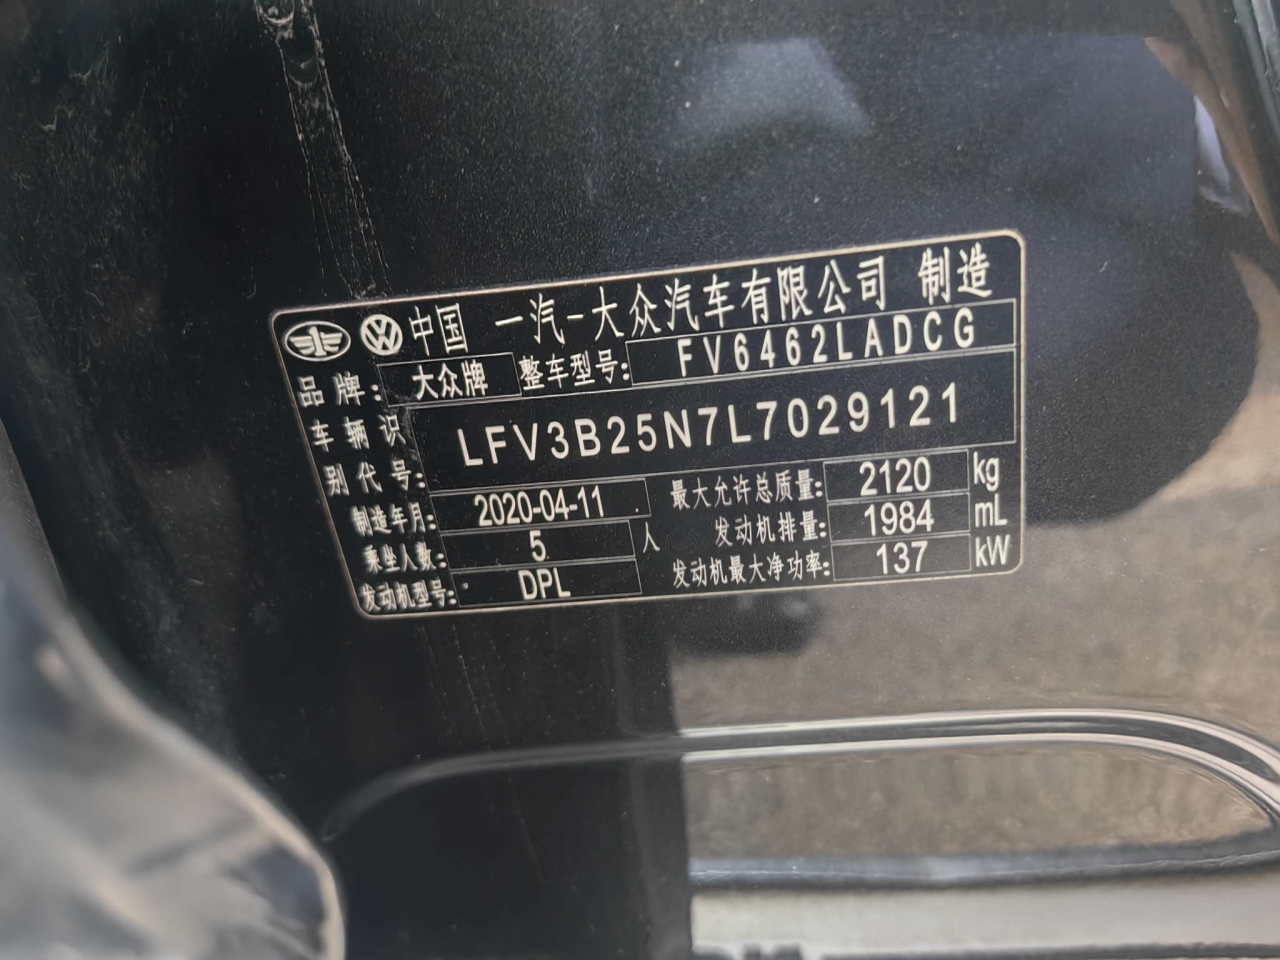 中国 一汽-大众汽车有限公司 制造
品牌: 大众牌 整车型号: FV6462LADCG
车辆识别代号: LFV3B25N7L7029121
制造年月: 2020-04-11 最大允许总质量: 2120 kg
乘坐人数: 5 人 发动机排量: 1984 mL
发动机型号: DPL 发动机最大净功率: 137 kW